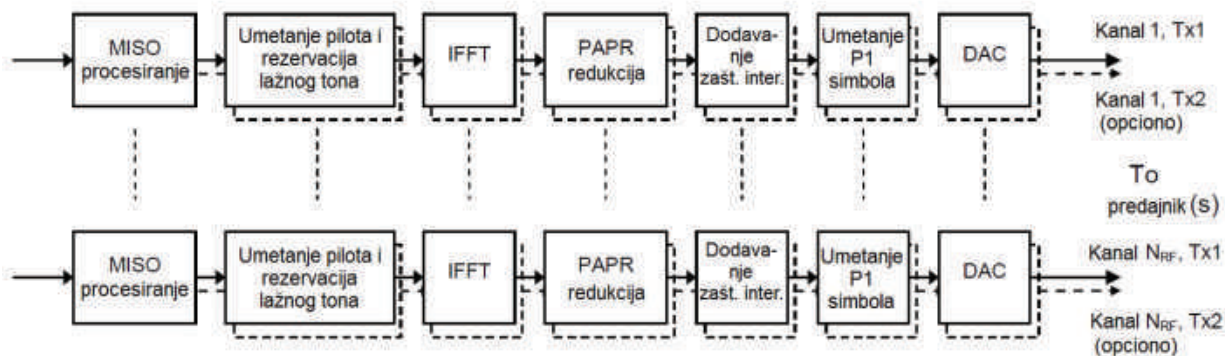 MISO
procesiranje
Umetanje pilota i
rezervacija
lažnog tona
IFFT
PAPR
redukcija
Dodava-
nje
zašt. inter.
Umetanje
P1
simbola
DAC
Kanal 1, Tx1
Kanal 1, Tx2
(opciono)
To
predajnik (s)
MISO
procesiranje
Umetanje pilota i
rezervacija
lažnog tona
IFFT
PAPR
redukcija
Dodava-
nje
zašt. inter.
Umetanje
P1
simbola
DAC
Kanal NRF, Tx1
Kanal NRF, Tx2
(opciono)